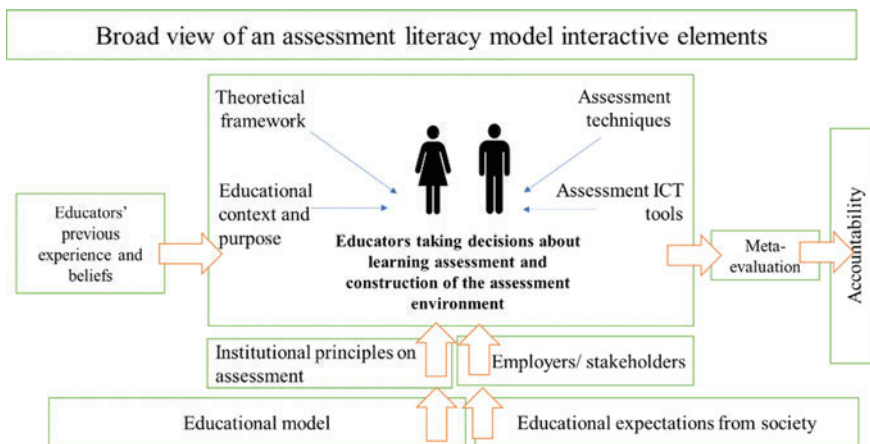 Broad view of an assessment literacy model interactive elements
Theoretical
framework
Assessment
techniques
Educational
context and
purpose
Assessment ICT
tools
Educators’
previous
experience and
beliefs
Educators taking decisions about
learning assessment and
construction of the assessment
environment
Meta-
evaluation
Accountability
Institutional principles on
assessment
Employers/ stakeholders
Educational model
Educational expectations from society